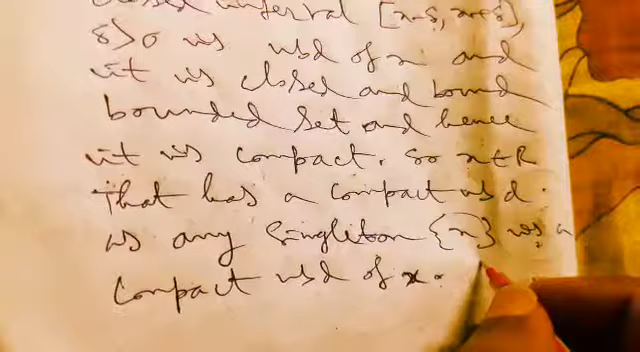 closed interval [x-δ, x+δ],
δ>0 is nbd of x and
it is closed and bound
bounded set and hence
it is compact. So x∈R
that has a compact nbd.
as any singleton {x} is a
compact nbd of x.